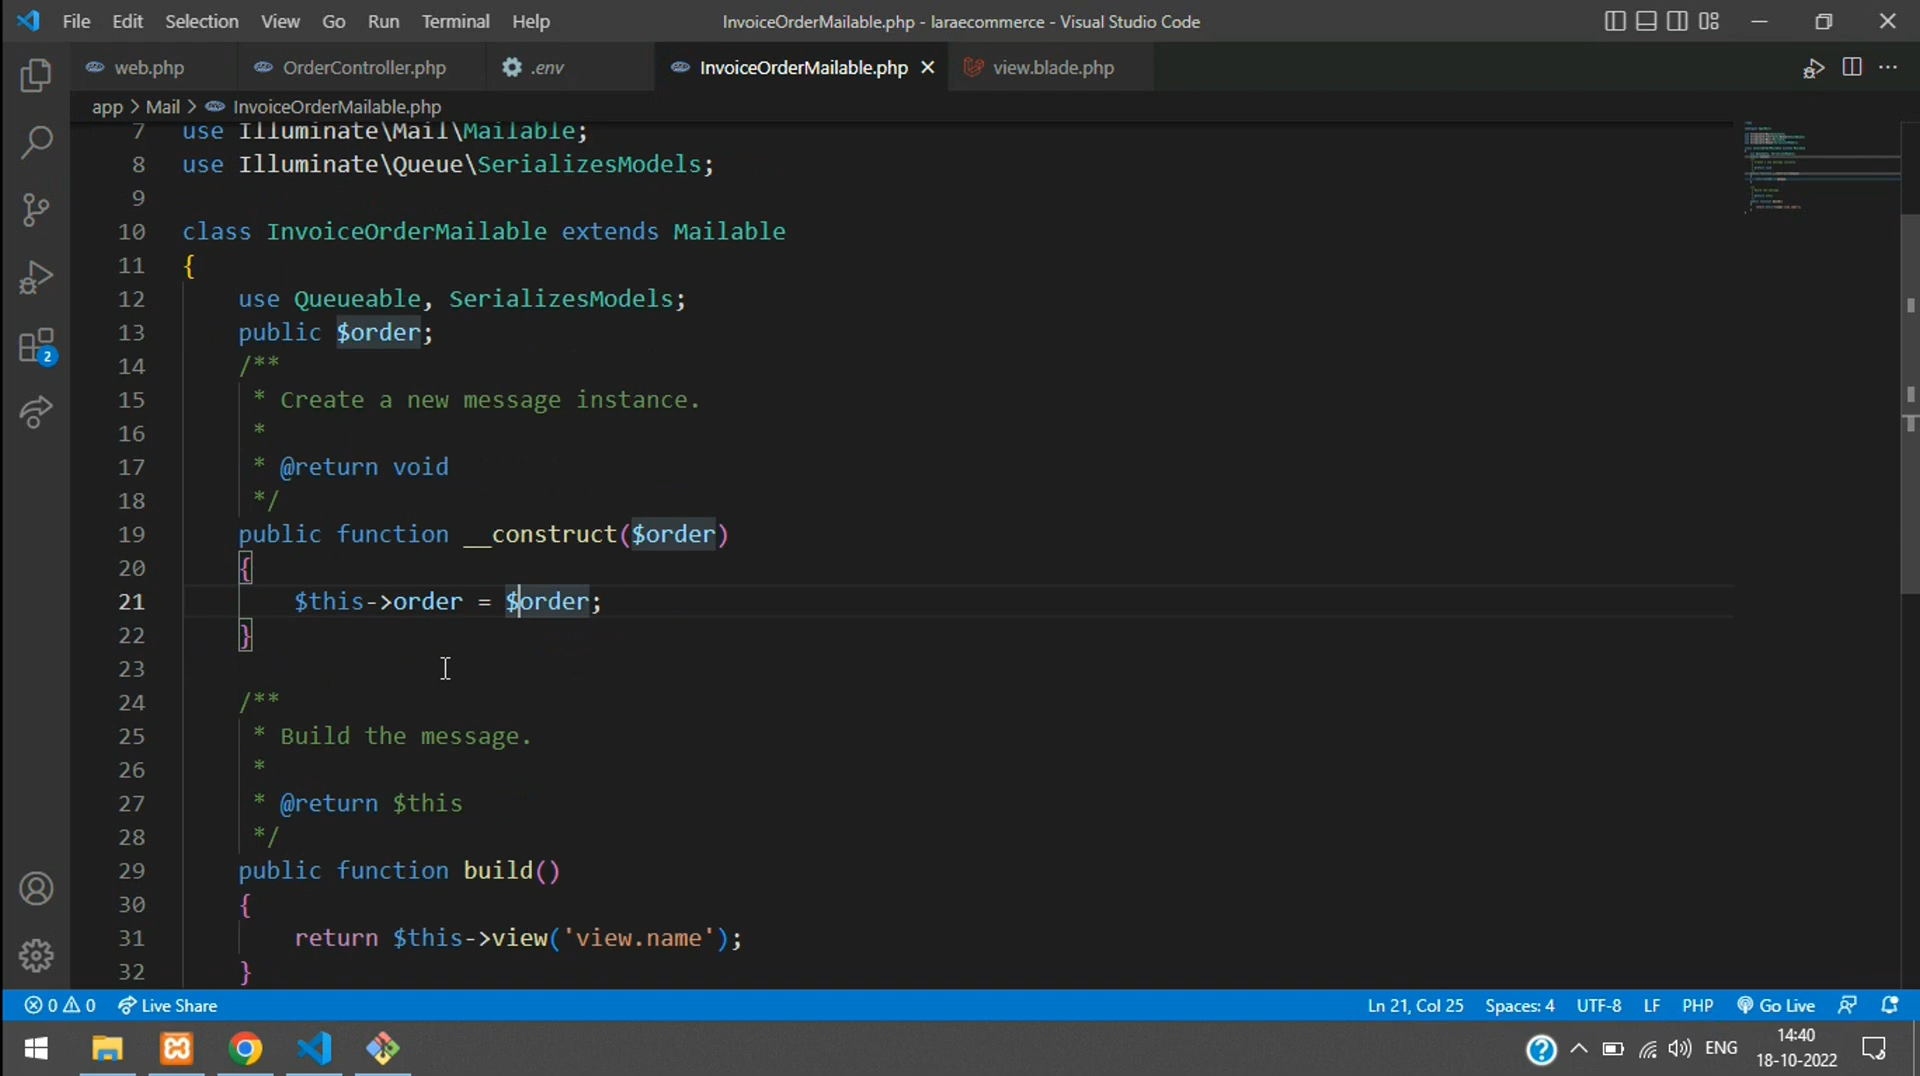 File Edit Selection View Go Run Terminal Help InvoiceOrderMailable.php - laraecommerce - Visual Studio Code
web.php OrderController.php .env InvoiceOrderMailable.php view.blade.php
app > Mail > InvoiceOrderMailable.php
7 use Illuminate\Mail\Mailable;
8 use Illuminate\Queue\SerializesModels;
9
10 class InvoiceOrderMailable extends Mailable
11 {
12 use Queueable, SerializesModels;
13 public $order;
14 /**
15 * Create a new message instance.
16 *
17 * @return void
18 */
19 public function __construct($order)
20 {
21 $this->order = $order;
22 }
23
24 /**
25 * Build the message.
26 *
27 * @return $this
28 */
29 public function build()
30 {
31 return $this->view('view.name');
32 }
2
0 0 Live Share Ln 21, Col 25 Spaces: 4 UTF-8 LF PHP Go Live
ENG 14:40
18-10-2022